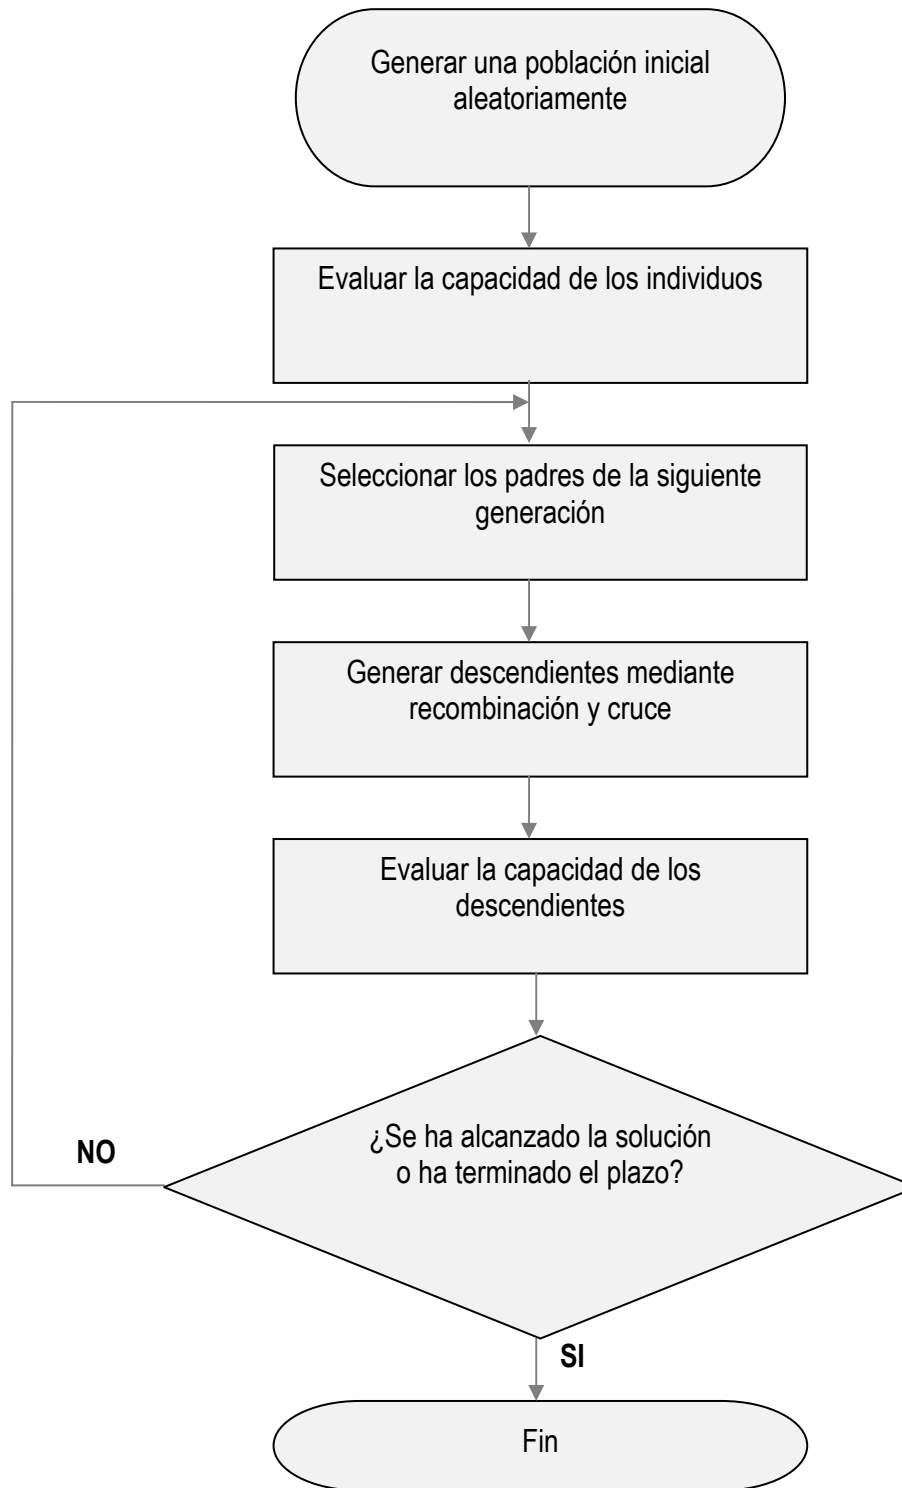 Generar una población inicial
aleatoriamente
Evaluar la capacidad de los individuos
Seleccionar los padres de la siguiente
generación
Generar descendientes mediante
recombinación y cruce
Evaluar la capacidad de los
descendientes
¿Se ha alcanzado la solución
o ha terminado el plazo?
NO
SI
Fin